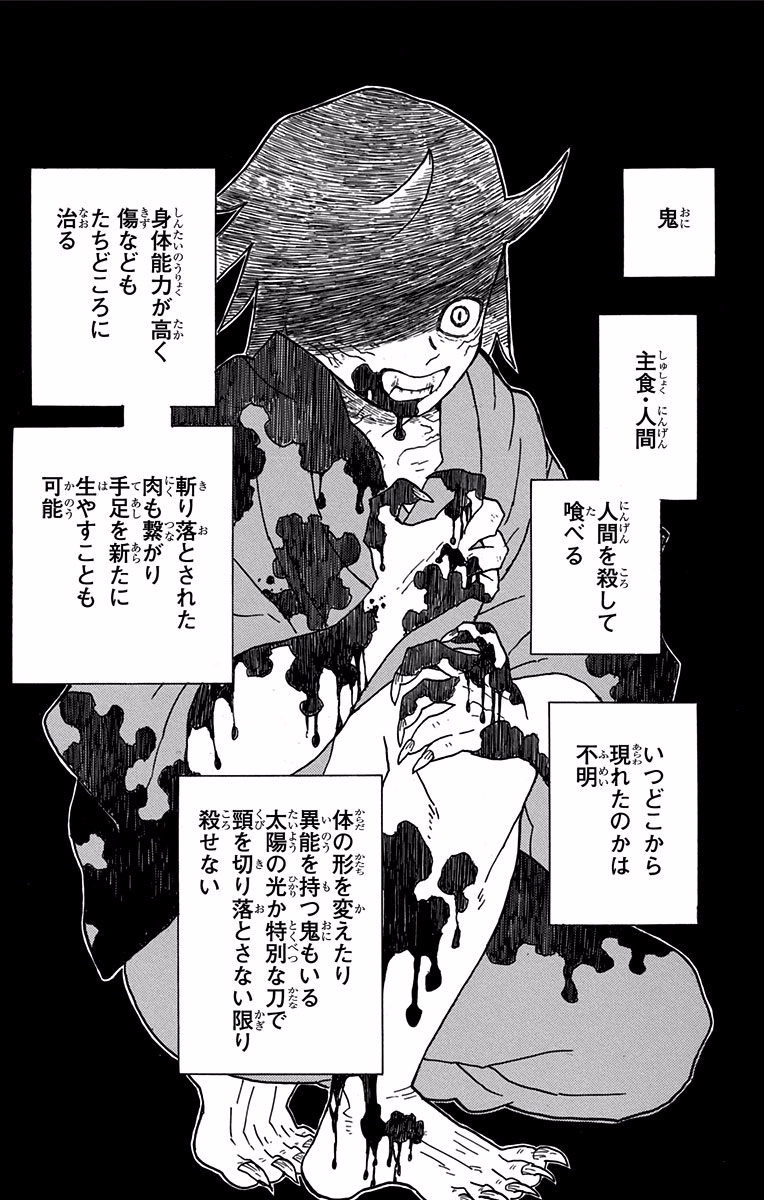 鬼
主食・人間
人間を殺して
喰べる
いつどこから
現れたのかは
不明
身体能力が高く
傷なども
たちどころに
治る
斬り落とされた
肉も繋がり
手足を新たに
生やすことも
可能
体の形を変えたり
異能を持つ鬼もいる
太陽の光か特別な刀で
頸を切り落とさない限り
殺せない